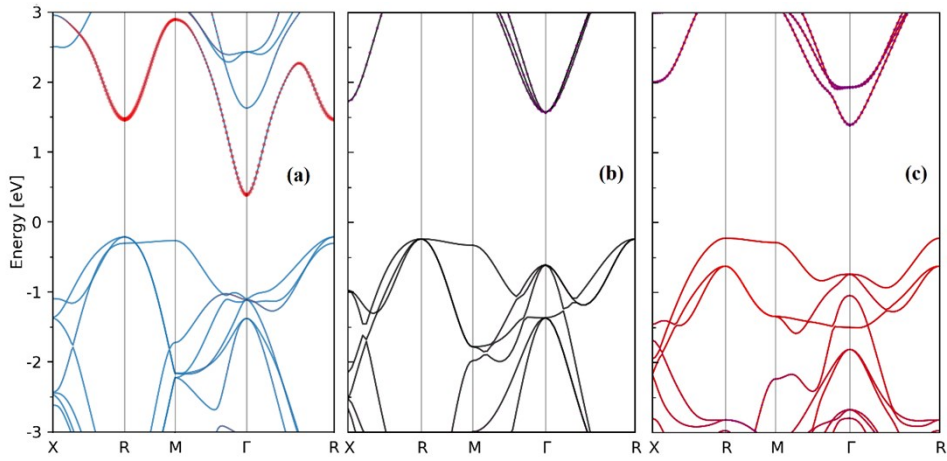 3
2
1
0
-1
-2
-3
Energy [eV]
(a)
(b)
(c)
X R M Γ R
X R M Γ R
X R M Γ R